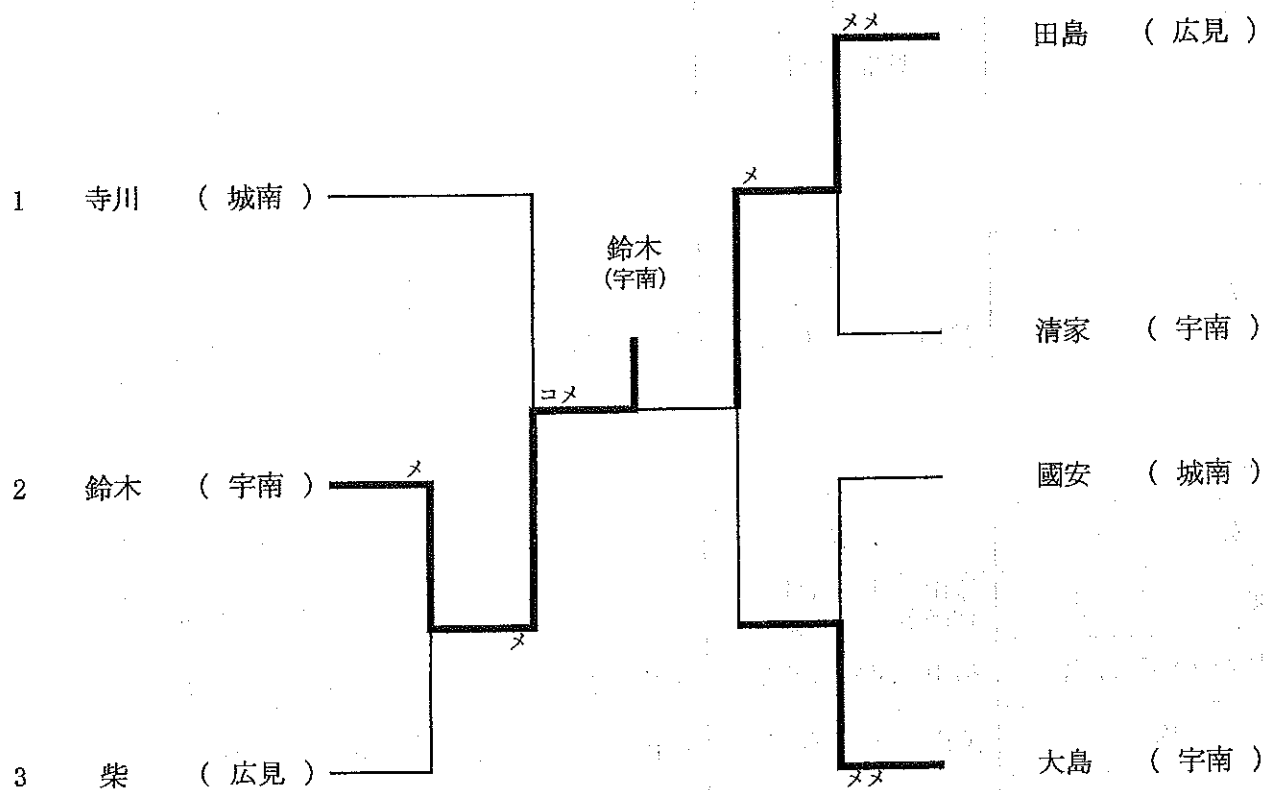 メメ
田島 ( 広見 )
メ
1 寺川 ( 城南 )
鈴木
(宇南)
清家 ( 宇南 )
コメ
メ
2 鈴木 ( 宇南 )
國安 ( 城南 )
メ
3 柴 ( 広見 )
大島 ( 宇南 )
メメ